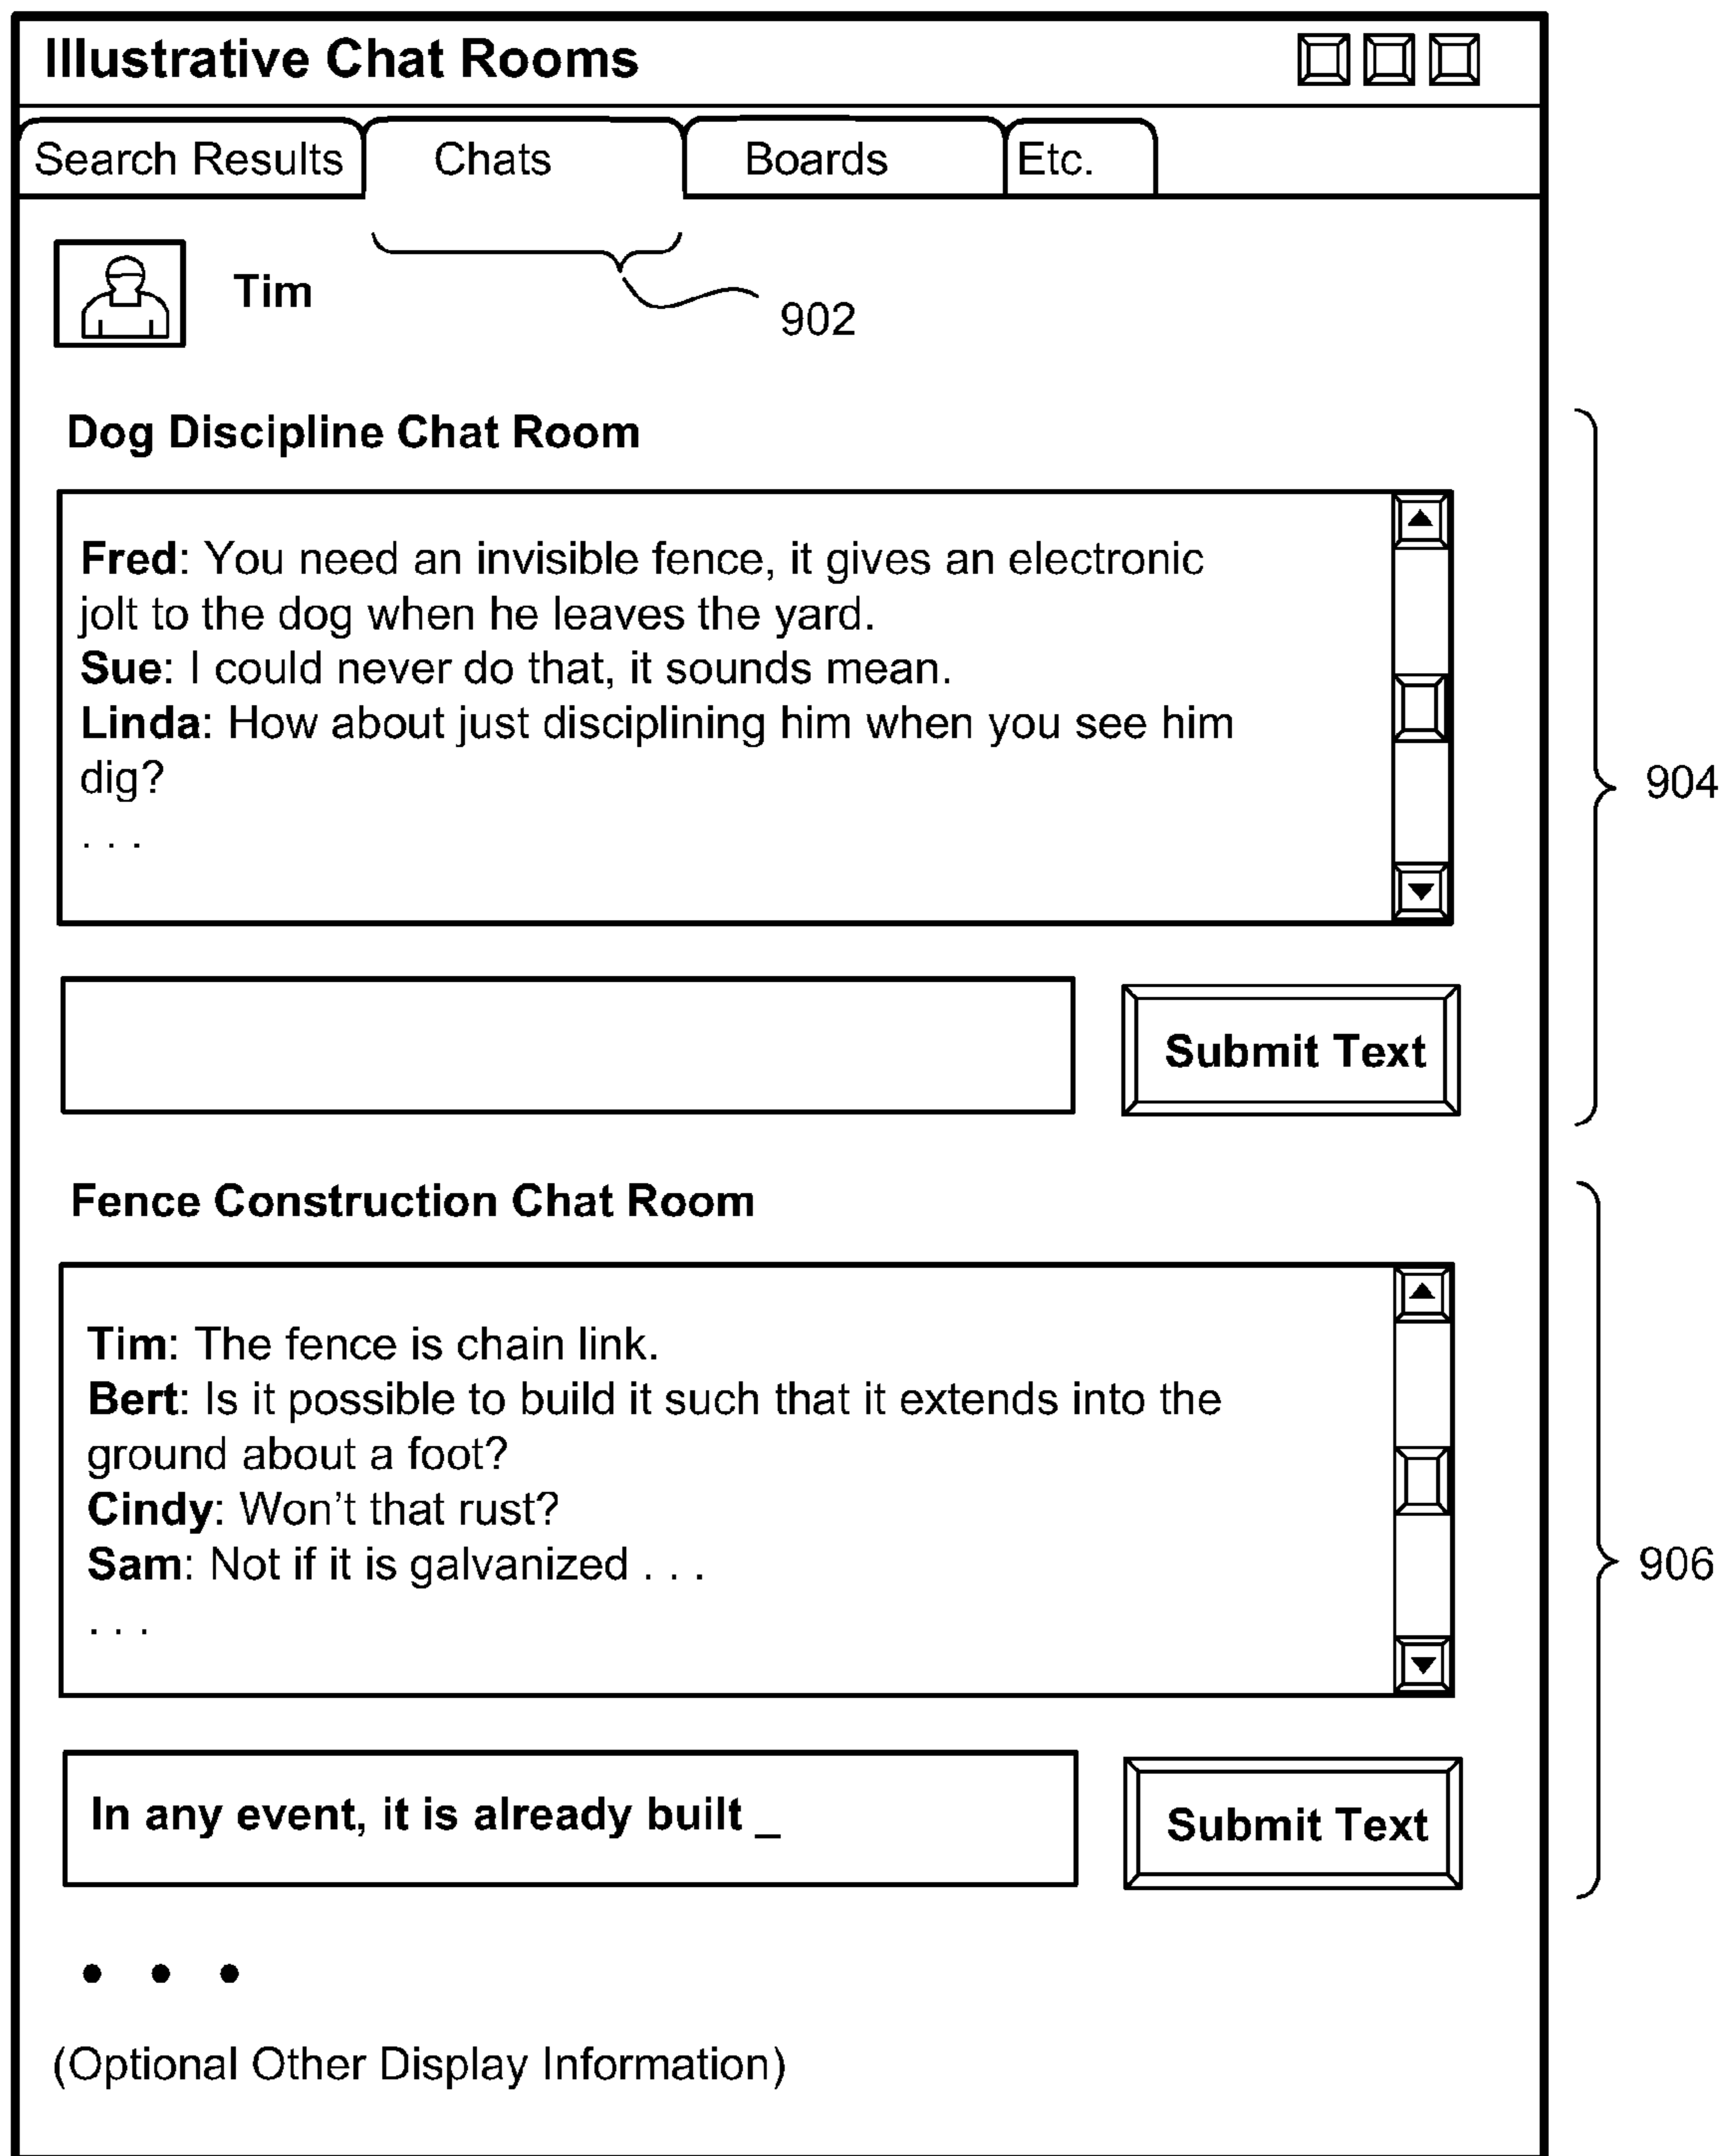 Illustrative Chat Rooms
Search Results Chats Boards Etc.
Tim
902
Dog Discipline Chat Room
Fred: You need an invisible fence, it gives an electronic
jolt to the dog when he leaves the yard.
Sue: I could never do that, it sounds mean.
Linda: How about just disciplining him when you see him
dig?
. . .
904
Submit Text
Fence Construction Chat Room
Tim: The fence is chain link.
Bert: Is it possible to build it such that it extends into the
ground about a foot?
Cindy: Won't that rust?
Sam: Not if it is galvanized . . .
. . .
906
In any event, it is already built _
Submit Text
• • •
(Optional Other Display Information)